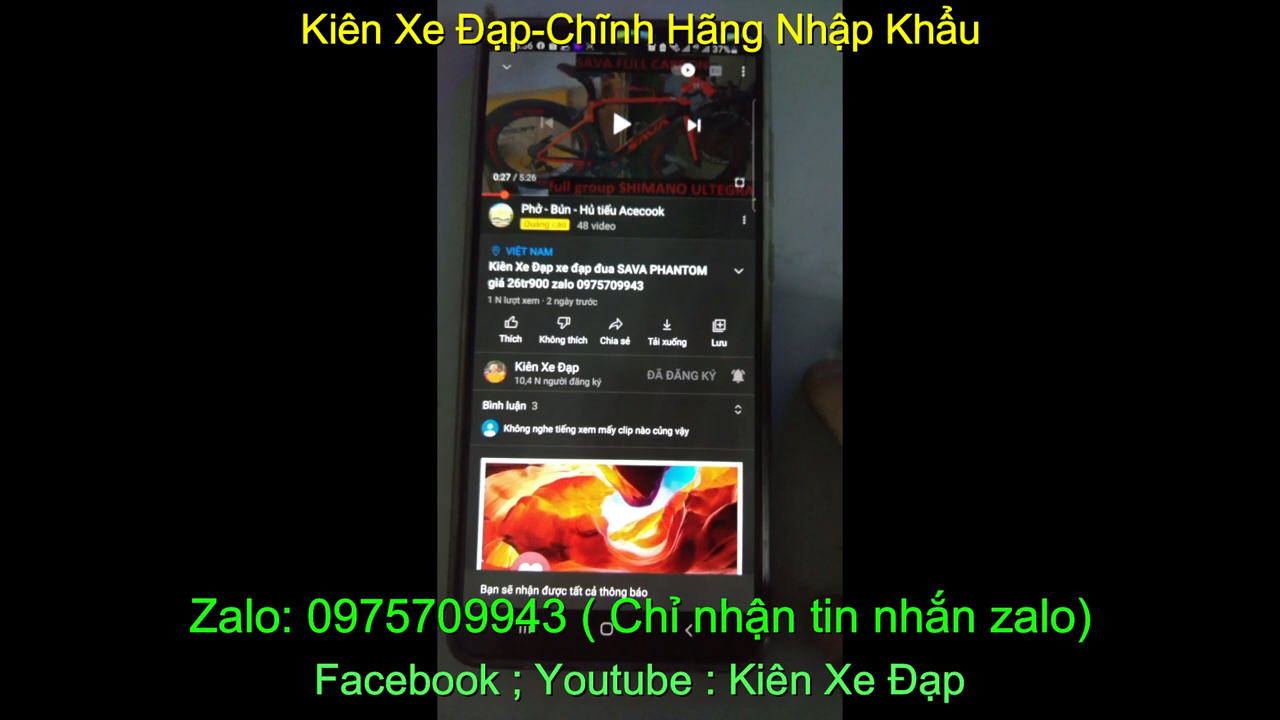 Kiên Xe Đạp-Chĩnh Hãng Nhập Khẩu
37%
SAVA FULL CARBON
SAVA
0:27 / 5:26
full group SHIMANO ULTEGRA
Phở - Bún - Hủ tiếu Acecook
Quảng cáo 48 video
VIỆT NAM
Kiên Xe Đạp xe đạp đua SAVA PHANTOM
giá 26tr900 zalo 0975709943
1 N lượt xem · 2 ngày trước
Thích Không thích Chia sẻ Tải xuống Lưu
Kiên Xe Đạp
10,4 N người đăng ký
ĐÃ ĐĂNG KÝ
Bình luận 3
Không nghe tiếng xem mấy clip nào củng vậy
Bạn sẽ nhận được tất cả thông báo
Zalo: 0975709943 ( Chỉ nhận tin nhắn zalo)
Facebook ; Youtube : Kiên Xe Đạp